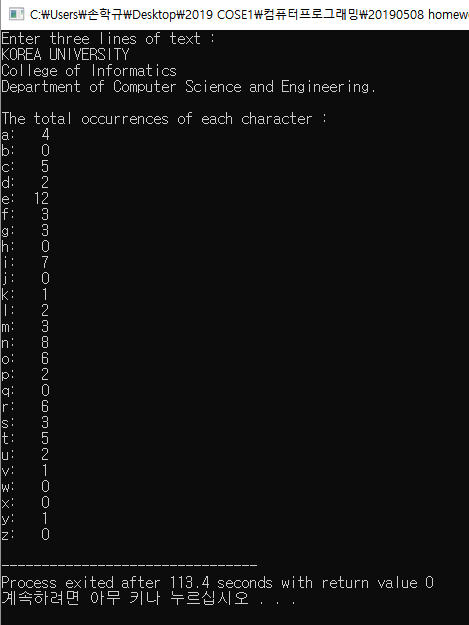 C:₩Users₩손학규₩Desktop₩2019 COSE1₩컴퓨터프로그래밍₩20190508 homew
Enter three lines of text :
KOREA UNIVERSITY
College of Informatics
Department of Computer Science and Engineering.
The total occurrences of each character :
a: 4
b: 0
c: 5
d: 2
e: 12
f: 3
g: 3
h: 0
i: 7
j: 0
k: 1
l: 2
m: 3
n: 8
o: 6
p: 2
q: 0
r: 6
s: 3
t: 5
u: 2
v: 1
w: 0
x: 0
y: 1
z: 0
--------------------------------
Process exited after 113.4 seconds with return value 0
계속하려면 아무 키나 누르십시오 . . .